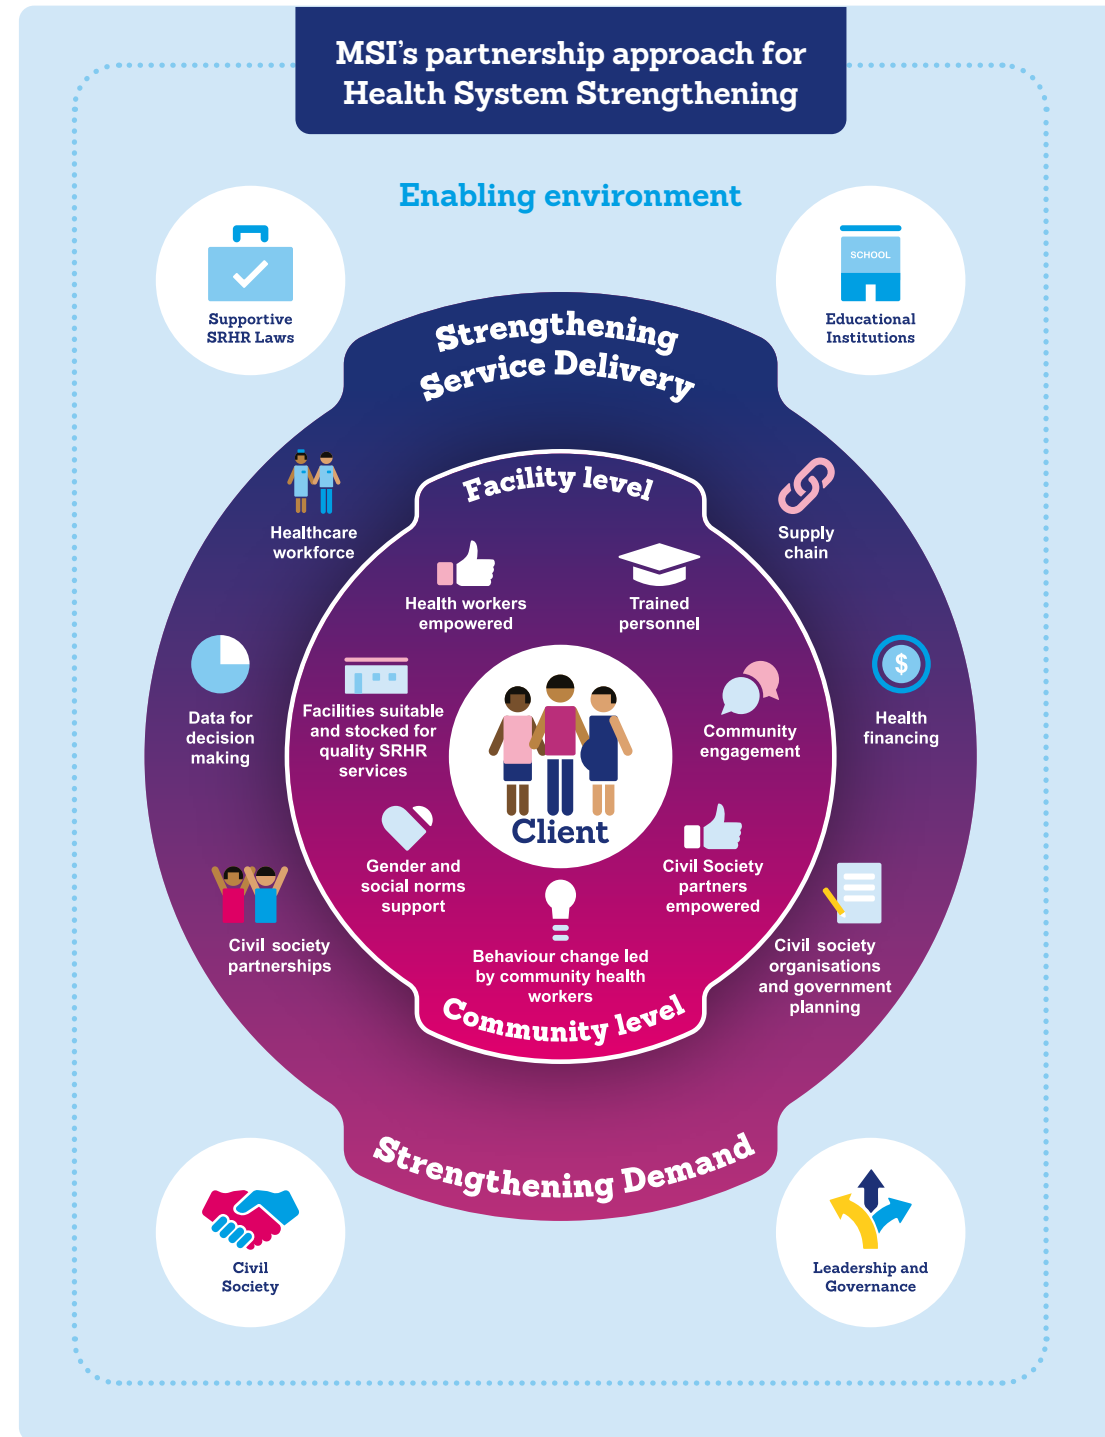 MSI's partnership approach for
Health System Strengthening
Enabling environment
Supportive
SRHR Laws
SCHOOL
Educational
Institutions
Strengthening
Service Delivery
Healthcare
workforce
Supply
chain
Data for
decision
making
Health
financing
Civil society
partnerships
Civil society
organisations
and government
planning
Facility level
Health workers
empowered
Trained
personnel
Facilities suitable
and stocked for
quality SRHR
services
$
Community
engagement
Client
Gender and
social norms
support
Civil Society
partners
empowered
Behaviour change led
by community health
workers
Community level
Strengthening Demand
Civil
Society
Leadership and
Governance